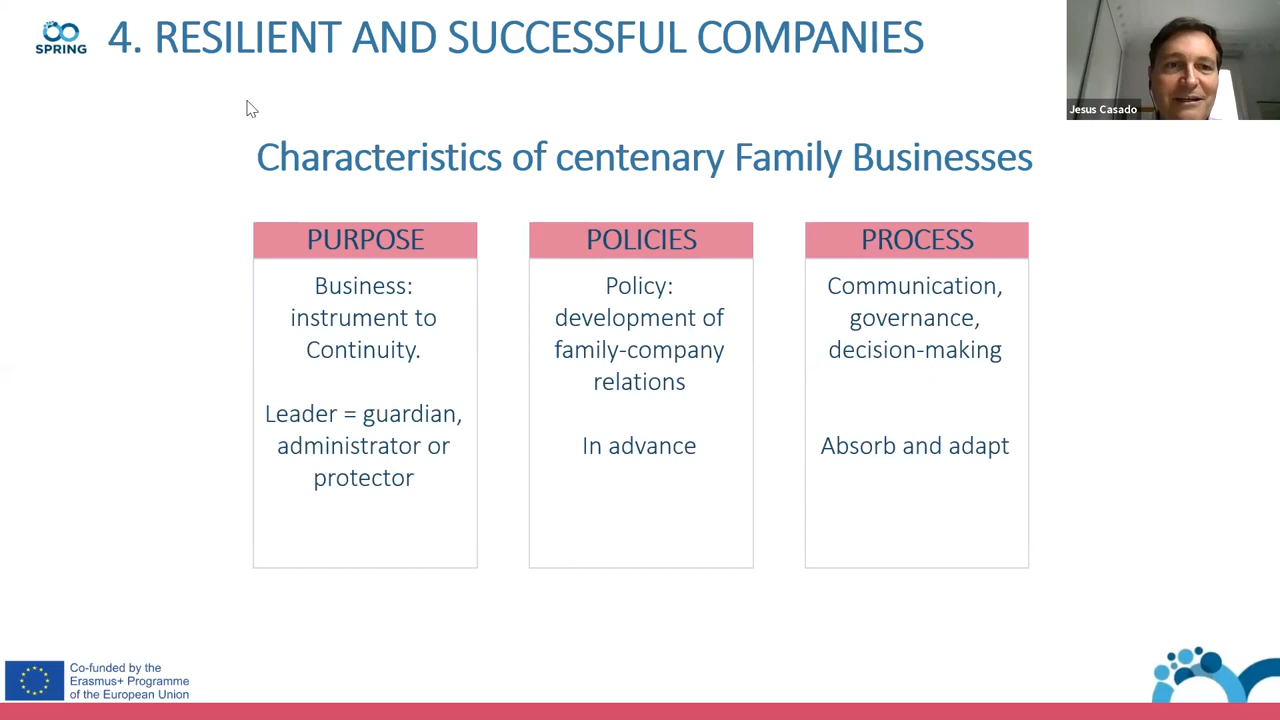 SPRING
4. RESILIENT AND SUCCESSFUL COMPANIES
Jesus Casado
Characteristics of centenary Family Businesses
PURPOSE
Business:
instrument to
Continuity.
Leader = guardian,
administrator or
protector
POLICIES
Policy:
development of
family-company
relations
In advance
PROCESS
Communication,
governance,
decision-making
Absorb and adapt
Co-funded by the
Erasmus+ Programme
of the European Union